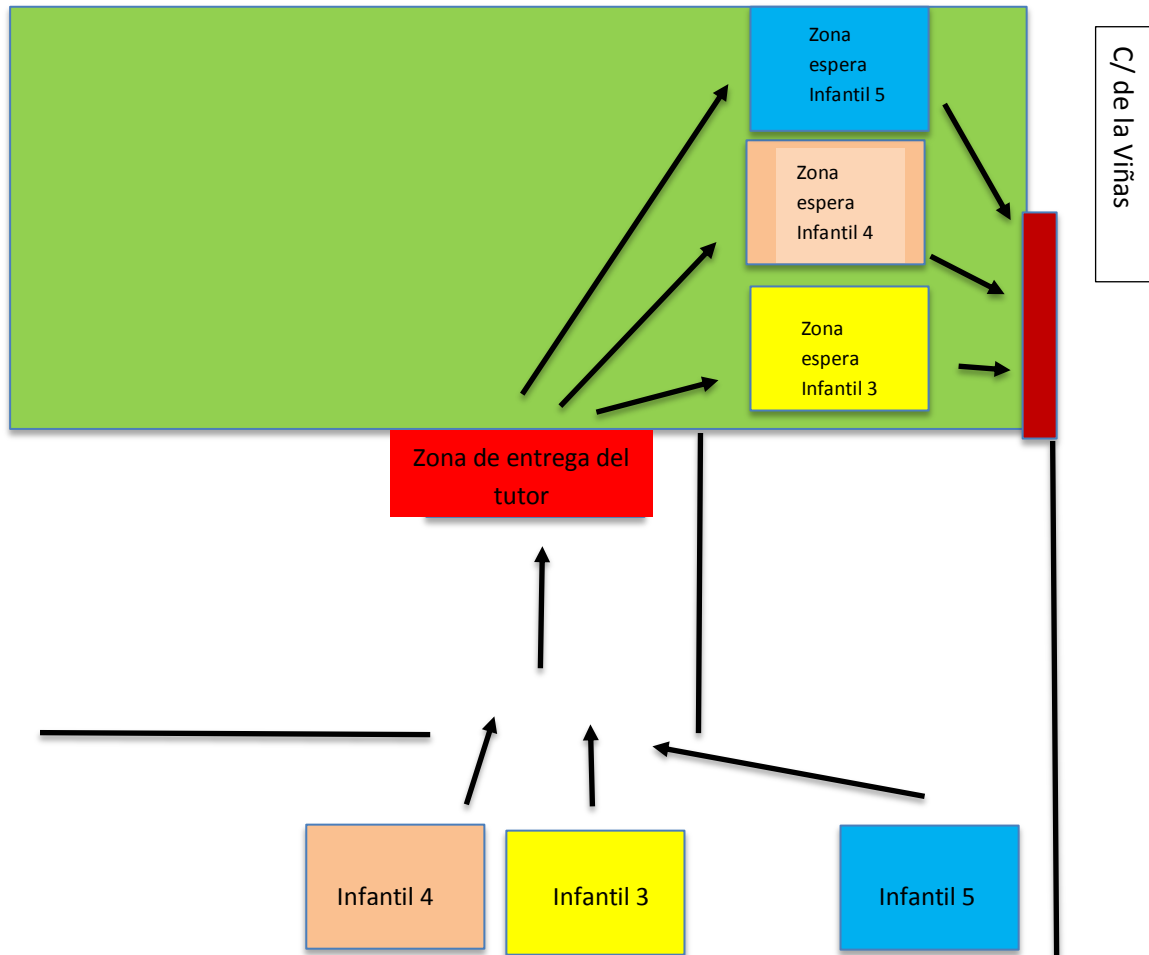 Zona
espera
Infantil 5
C/ de la Viñas
Zona
espera
Infantil 4
Zona
espera
Infantil 3
Zona de entrega del
tutor
Infantil 4
Infantil 3
Infantil 5